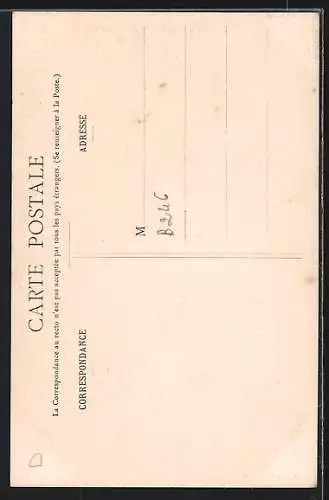 CARTE POSTALE
La Correspondance au recto n'est pas acceptée par tous les pays étrangers. (Se renseigner à la Poste.)
CORRESPONDANCE
ADRESSE
M
B246
D